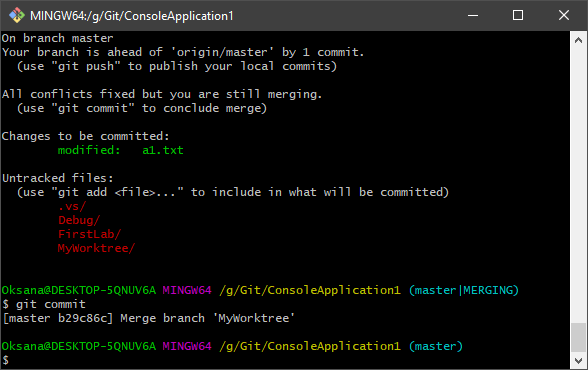 MINGW64:/g/Git/ConsoleApplication1
On branch master
Your branch is ahead of 'origin/master' by 1 commit.
  (use "git push" to publish your local commits)
All conflicts fixed but you are still merging.
  (use "git commit" to conclude merge)
Changes to be committed:
        modified:   a1.txt
Untracked files:
  (use "git add <file>..." to include in what will be committed)
        .vs/
        Debug/
        FirstLab/
        MyWorktree/
Oksana@DESKTOP-5QNUV6A MINGW64 /g/Git/ConsoleApplication1 (master|MERGING)
$ git commit
[master b29c86c] Merge branch 'MyWorktree'
Oksana@DESKTOP-5QNUV6A MINGW64 /g/Git/ConsoleApplication1 (master)
$